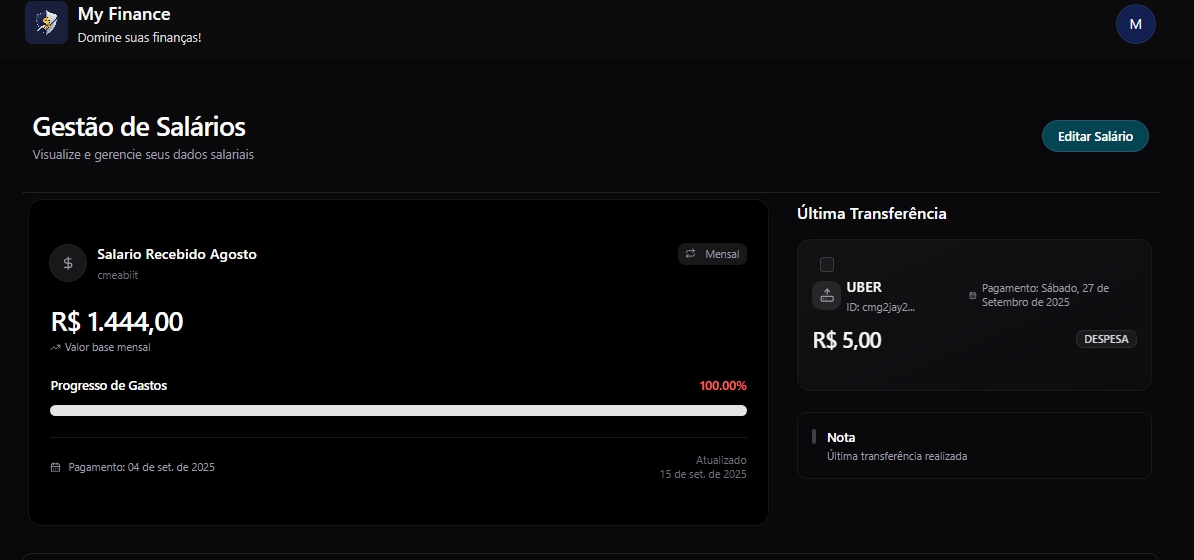 My Finance
Domine suas finanças!
M
Gestão de Salários
Visualize e gerencie seus dados salariais
Editar Salário
$
Salario Recebido Agosto
cmeabiit
Mensal
R$ 1.444,00
Valor base mensal
Progresso de Gastos
100.00%
Pagamento: 04 de set. de 2025
Atualizado
15 de set. de 2025
Última Transferência
UBER
ID: cmg2jay2...
Pagamento: Sábado, 27 de
Setembro de 2025
R$ 5,00
DESPESA
Nota
Última transferência realizada